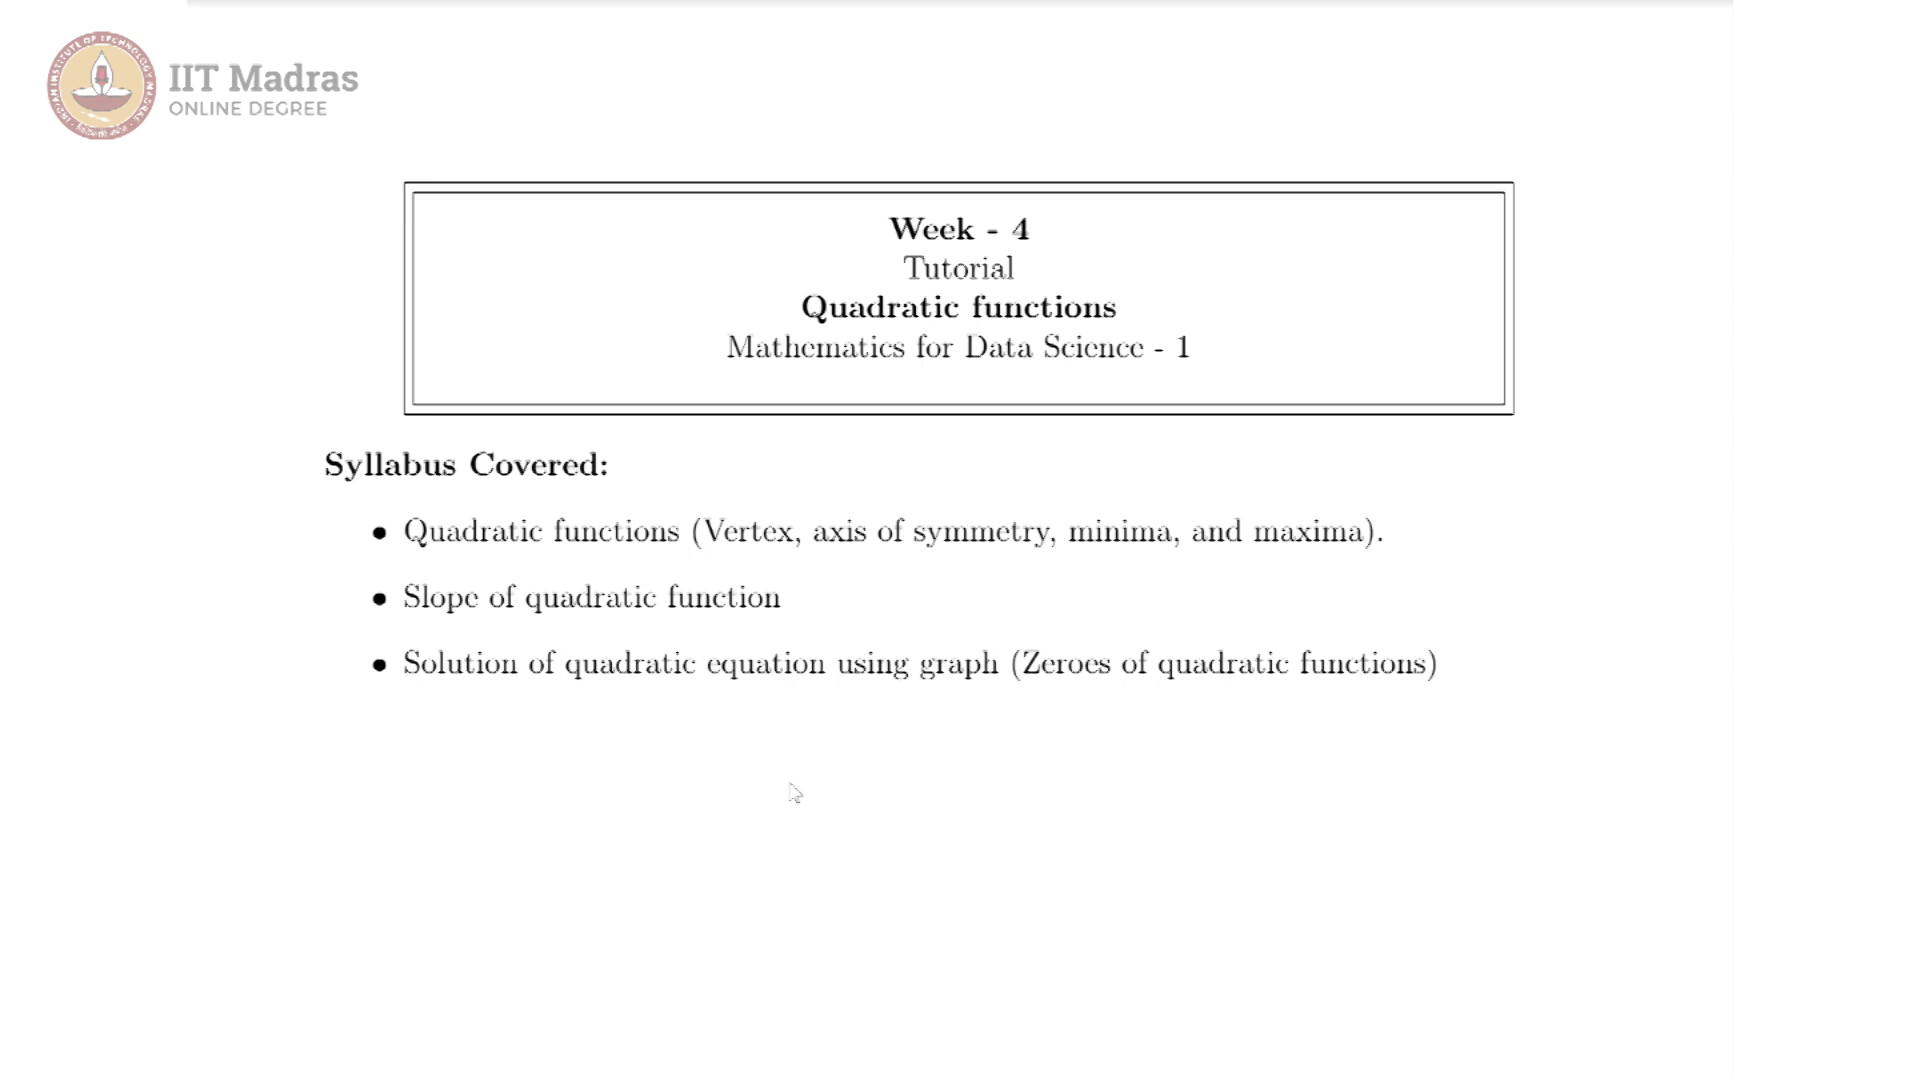 IIT Madras
ONLINE DEGREE
Week - 4
Tutorial
Quadratic functions
Mathematics for Data Science - 1
Syllabus Covered:
• Quadratic functions (Vertex, axis of symmetry, minima, and maxima).
• Slope of quadratic function
• Solution of quadratic equation using graph (Zeroes of quadratic functions)